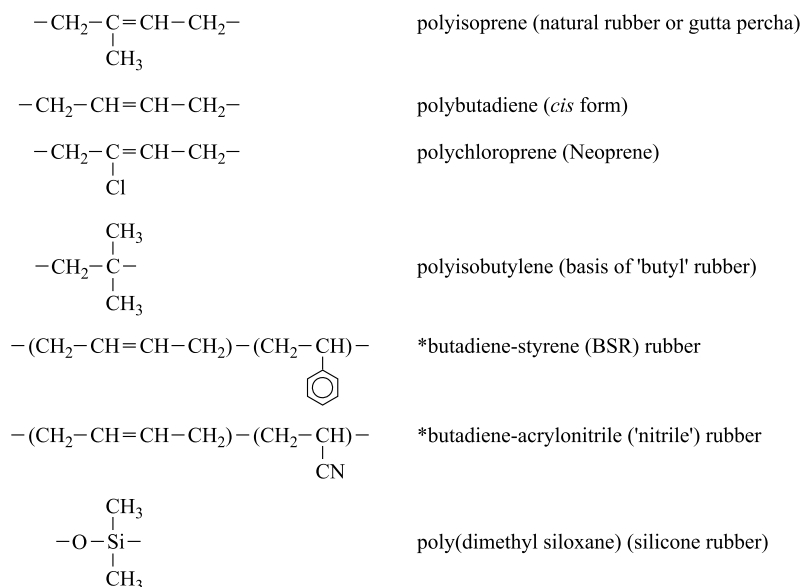 −CH₂−C=CH−CH₂− polyisoprene (natural rubber or gutta percha)
CH₃
−CH₂−CH=CH−CH₂− polybutadiene (cis form)
−CH₂−C=CH−CH₂− polychloroprene (Neoprene)
Cl
CH₃
−CH₂−C− polyisobutylene (basis of 'butyl' rubber)
CH₃
−(CH₂−CH=CH−CH₂)−(CH₂−CH)− *butadiene-styrene (BSR) rubber
−(CH₂−CH=CH−CH₂)−(CH₂−CH)− *butadiene-acrylonitrile ('nitrile') rubber
CN
CH₃
−O−Si− poly(dimethyl siloxane) (silicone rubber)
CH₃